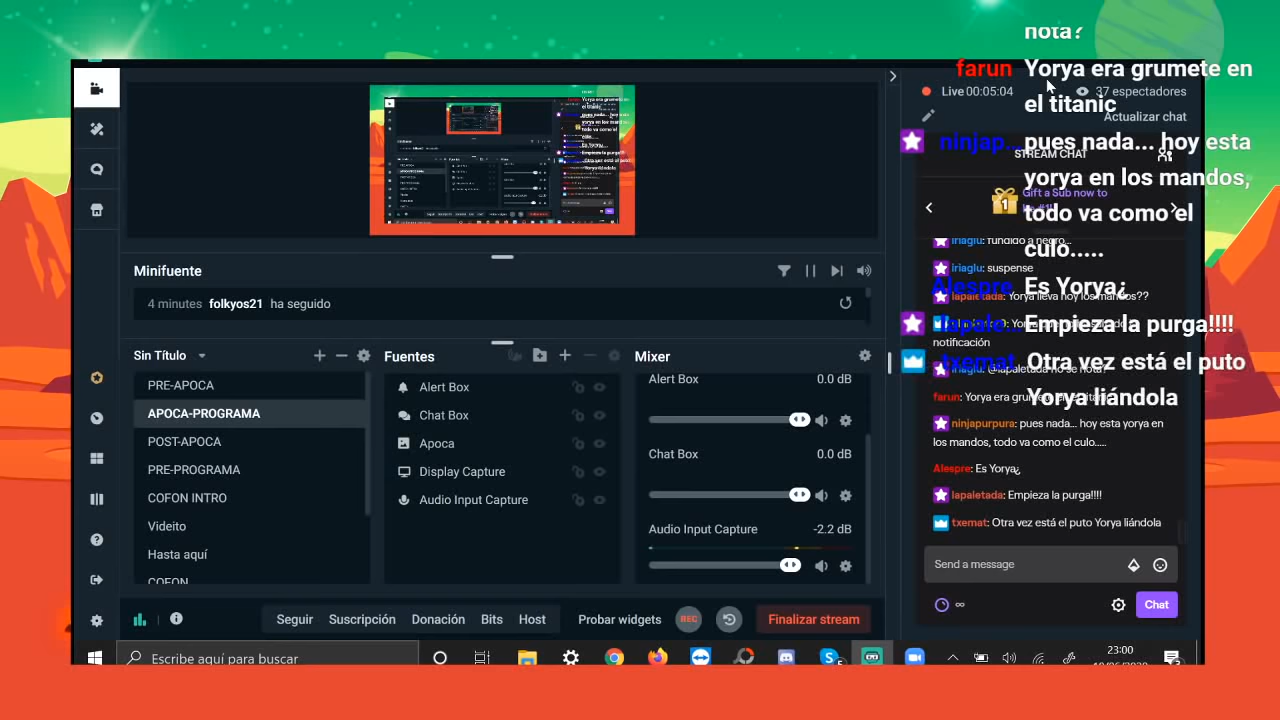 nota?
farun Yorya era grumete en
el titanic
ninjap... pues nada... hoy esta
yorya en los mandos,
todo va como el
culo.....
Alespre Es Yorya¿
lapale... Empieza la purga!!!!
txemat Otra vez está el puto
Yorya liándola
Live 00:05:04
37 espectadores
Actualizar chat
STREAM CHAT
Gift a Sub now to
1
iriaglu: fundido a negro...
iriaglu: suspense
lapaletada: Yorya lleva hoy los mandos??
notificación
iriaglu: @lapaletada no se nota?
farun: Yorya era grumete en el titanic
ninjapurpura: pues nada... hoy esta yorya en
los mandos, todo va como el culo.....
Alespre: Es Yorya¿
lapaletada: Empieza la purga!!!!
txemat: Otra vez está el puto Yorya liándola
Send a message
∞
Chat
Minifuente
4 minutes folkyos21 ha seguido
Sin Título
PRE-APOCA
APOCA-PROGRAMA
POST-APOCA
PRE-PROGRAMA
COFON INTRO
Videito
Hasta aquí
COFON
Fuentes
Alert Box
Chat Box
Apoca
Display Capture
Audio Input Capture
Mixer
Alert Box 0.0 dB
Chat Box 0.0 dB
Audio Input Capture -2.2 dB
Seguir Suscripción Donación Bits Host
Probar widgets
REC
Finalizar stream
Escribe aquí para buscar
23:00